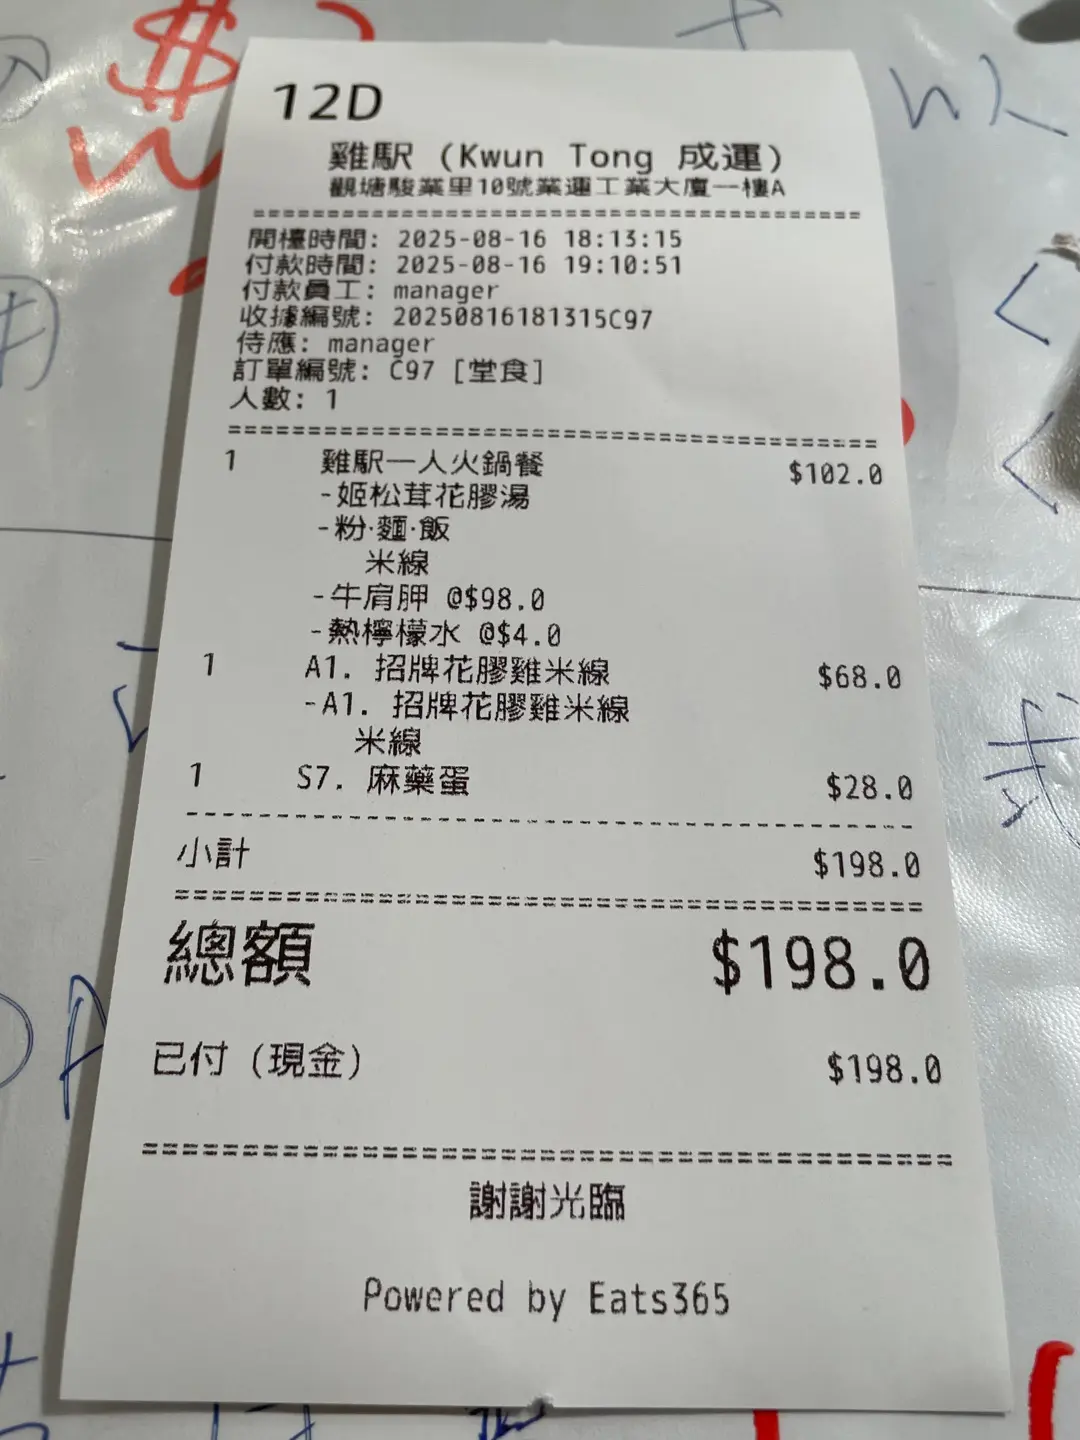 12D
雞駅 (Kwun Tong 成運)
觀塘駿業里10號業運工業大廈一樓A
開檯時間: 2025-08-16 18:13:15
付款時間: 2025-08-16 19:10:51
付款員工: manager
收據編號: 20250816181315C97
侍應: manager
訂單編號: C97 [堂食]
人數: 1
1 雞駅一人火鍋餐 $102.0
-姬松茸花膠湯
-粉·麵·飯
米線
-牛肩胛 @$98.0
-熱檸檬水 @$4.0
1 A1. 招牌花膠雞米線 $68.0
-A1. 招牌花膠雞米線
米線
1 S7. 麻藥蛋 $28.0
小計 $198.0
總額 $198.0
已付 (現金) $198.0
謝謝光臨
Powered by Eats365